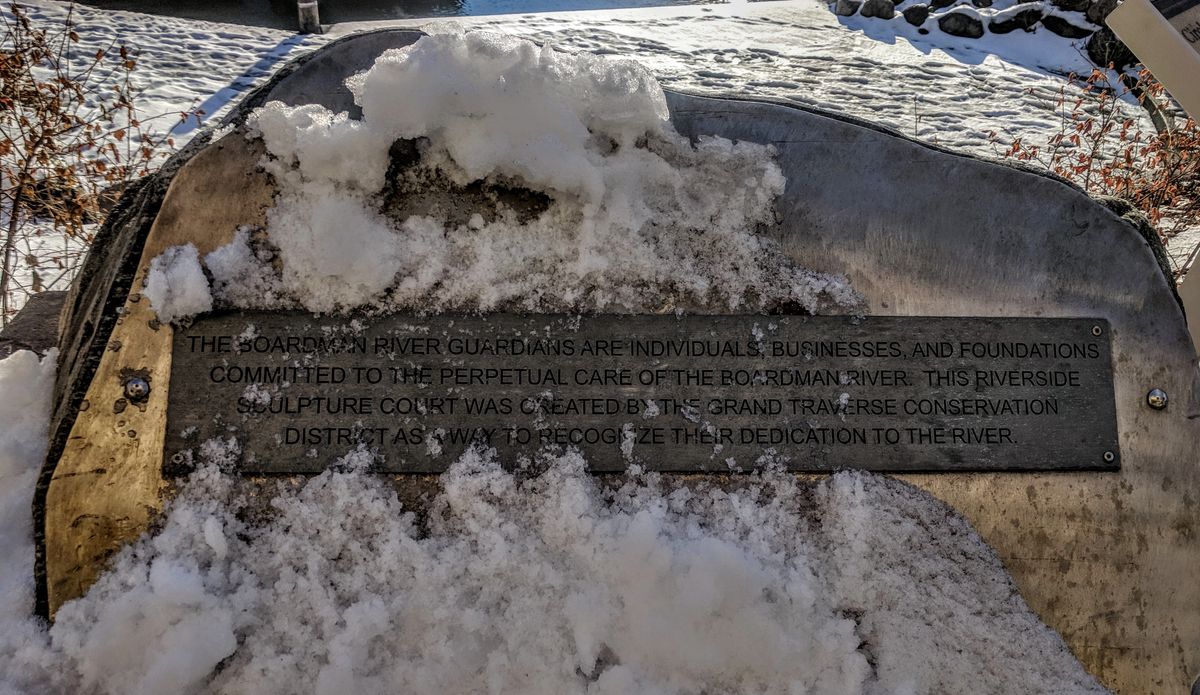 THE BOARDMAN RIVER GUARDIANS ARE INDIVIDUALS, BUSINESSES, AND FOUNDATIONS
COMMITTED TO THE PERPETUAL CARE OF THE BOARDMAN RIVER. THIS RIVERSIDE
SCULPTURE COURT WAS CREATED BY THE GRAND TRAVERSE CONSERVATION
DISTRICT AS A WAY TO RECOGNIZE THEIR DEDICATION TO THE RIVER.